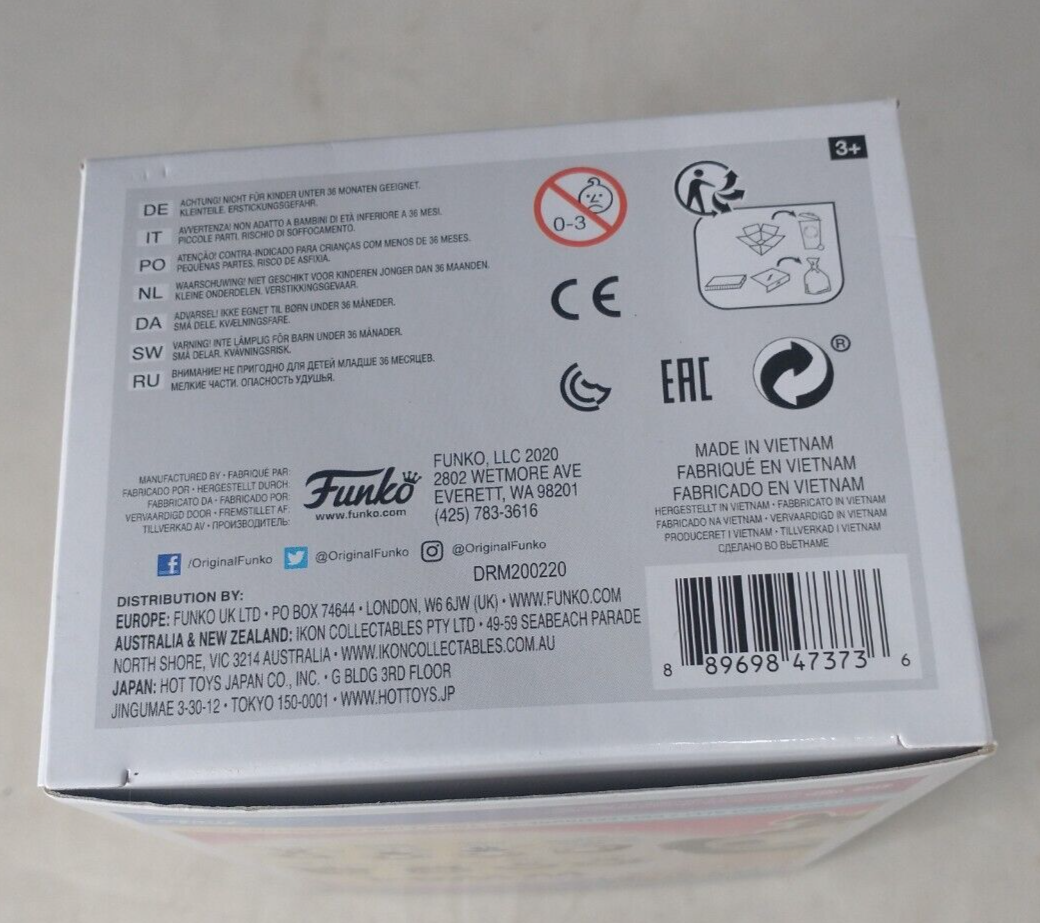 3+
DE ACHTUNG! NICHT FÜR KINDER UNTER 36 MONATEN GEEIGNET.
KLEINTEILE. ERSTICKUNGSGEFAHR.
IT AVVERTENZA! NON ADATTO A BAMBINI DI ETÀ INFERIORE A 36 MESI.
PICCOLE PARTI. RISCHIO DI SOFFOCAMENTO.
PO ATENÇÃO! CONTRA-INDICADO PARA CRIANÇAS COM MENOS DE 36 MESES.
PEQUENAS PARTES. RISCO DE ASFIXIA.
NL WAARSCHUWING! NIET GESCHIKT VOOR KINDEREN JONGER DAN 36 MAANDEN.
KLEINE ONDERDELEN. VERSTIKKINGSGEVAAR.
DA ADVARSEL! IKKE EGNET TIL BØRN UNDER 36 MÅNEDER.
SMÅ DELE. KVÆLNINGSFARE.
SW VARNING! INTE LÄMPLIG FÖR BARN UNDER 36 MÅNADER.
SMÅ DELAR. KVÄVNINGSRISK.
RU ВНИМАНИЕ! НЕ ПРИГОДНО ДЛЯ ДЕТЕЙ МЛАДШЕ 36 МЕСЯЦЕВ.
МЕЛКИЕ ЧАСТИ. ОПАСНОСТЬ УДУШЬЯ.
0-3
CE
EAC
®
MANUFACTURED BY • FABRIQUÉ PAR:
FABRICADO POR • HERGESTELLT DURCH:
FABBRICATO DA • FABRICADO POR:
VERVAARDIGD DOOR • FREMSTILLET AF:
TILLVERKAD AV • ПРОИЗВОДИТЕЛЬ:
Funko
www.funko.com
FUNKO, LLC 2020
2802 WETMORE AVE
EVERETT, WA 98201
(425) 783-3616
MADE IN VIETNAM
FABRIQUÉ EN VIETNAM
FABRICADO EN VIETNAM
HERGESTELLT IN VIETNAM • FABBRICATO IN VIETNAM
FABRICADO NA VIETNAM • VERVAARDIGD IN VIETNAM
PRODUCERET I VIETNAM • TILLVERKAD I VIETNAM
СДЕЛАНО ВО ВЬЕТНАМЕ
f /OriginalFunko @OriginalFunko @OriginalFunko
DRM200220
DISTRIBUTION BY:
EUROPE: FUNKO UK LTD • PO BOX 74644 • LONDON, W6 6JW (UK) • WWW.FUNKO.COM
AUSTRALIA & NEW ZEALAND: IKON COLLECTABLES PTY LTD • 49-59 SEABEACH PARADE
NORTH SHORE, VIC 3214 AUSTRALIA • WWW.IKONCOLLECTABLES.COM.AU
JAPAN: HOT TOYS JAPAN CO., INC. • G BLDG 3RD FLOOR
JINGUMAE 3-30-12 • TOKYO 150-0001 • WWW.HOTTOYS.JP
8 89698 47373 6